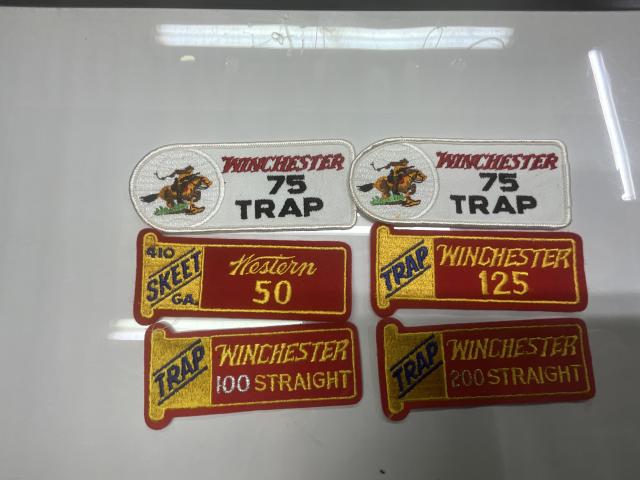 WINCHESTER
75
TRAP
WINCHESTER
75
TRAP
410
SKEET
GA.
Western
50
TRAP
WINCHESTER
125
TRAP
WINCHESTER
100 STRAIGHT
TRAP
WINCHESTER
200 STRAIGHT